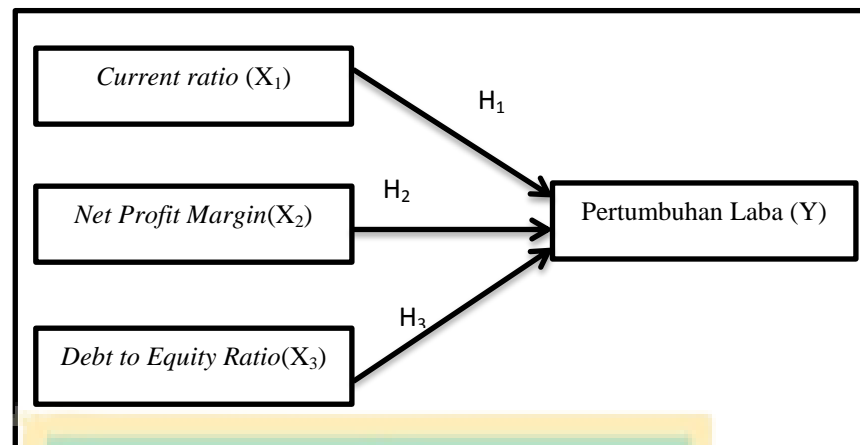 Current ratio (X₁)
H₁
Net Profit Margin(X₂)
H₂
Pertumbuhan Laba (Y)
H₃
Debt to Equity Ratio(X₃)